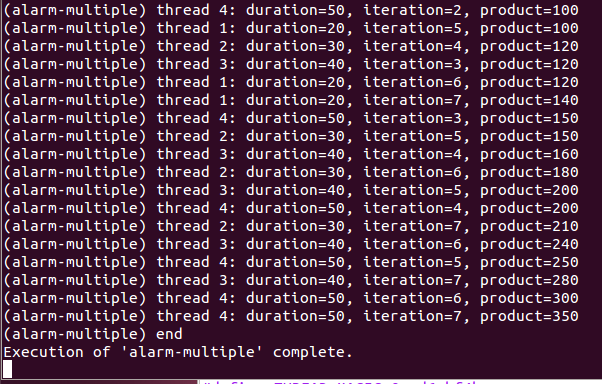 (alarm-multiple) thread 4: duration=50, iteration=2, product=100
(alarm-multiple) thread 1: duration=20, iteration=5, product=100
(alarm-multiple) thread 2: duration=30, iteration=4, product=120
(alarm-multiple) thread 3: duration=40, iteration=3, product=120
(alarm-multiple) thread 1: duration=20, iteration=6, product=120
(alarm-multiple) thread 1: duration=20, iteration=7, product=140
(alarm-multiple) thread 4: duration=50, iteration=3, product=150
(alarm-multiple) thread 2: duration=30, iteration=5, product=150
(alarm-multiple) thread 3: duration=40, iteration=4, product=160
(alarm-multiple) thread 2: duration=30, iteration=6, product=180
(alarm-multiple) thread 3: duration=40, iteration=5, product=200
(alarm-multiple) thread 4: duration=50, iteration=4, product=200
(alarm-multiple) thread 2: duration=30, iteration=7, product=210
(alarm-multiple) thread 3: duration=40, iteration=6, product=240
(alarm-multiple) thread 4: duration=50, iteration=5, product=250
(alarm-multiple) thread 3: duration=40, iteration=7, product=280
(alarm-multiple) thread 4: duration=50, iteration=6, product=300
(alarm-multiple) thread 4: duration=50, iteration=7, product=350
(alarm-multiple) end
Execution of 'alarm-multiple' complete.